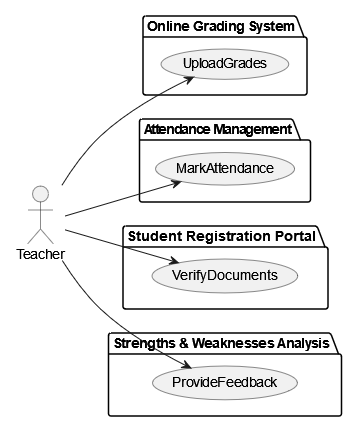 Online Grading System
UploadGrades
Attendance Management
MarkAttendance
Teacher
Student Registration Portal
VerifyDocuments
Strengths & Weaknesses Analysis
ProvideFeedback